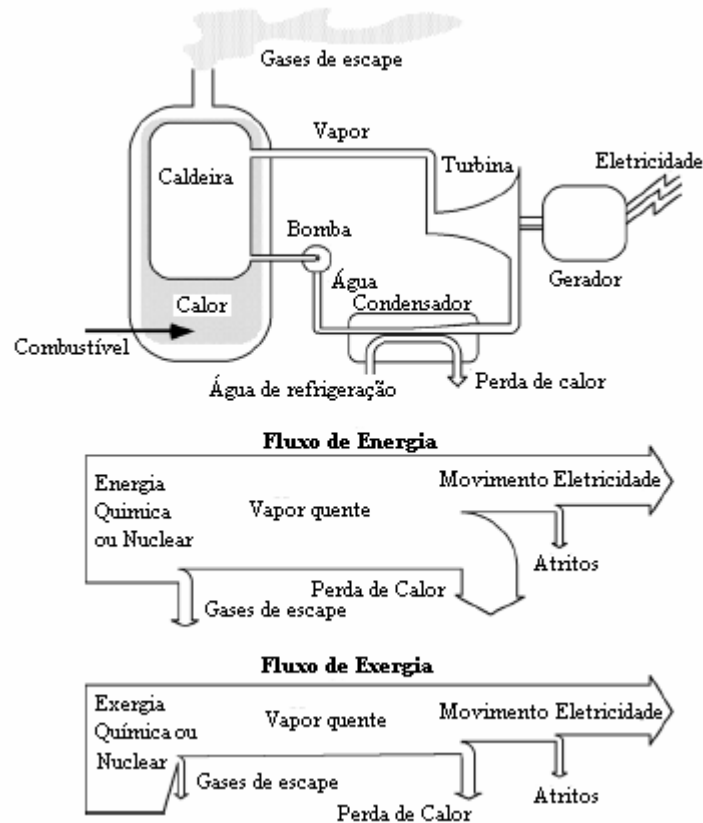 Gases de escape
Vapor
Turbina
Eletricidade
Caldeira
Bomba
Água
Gerador
Calor
Condensador
Combustível
Água de refrigeração
Perda de calor
Fluxo de Energia
Energia
Quimica
ou Nuclear
Vapor quente
Movimento Eletricidade
Atritos
Perda de Calor
Gases de escape
Fluxo de Exergia
Exergia
Química ou
Nuclear
Vapor quente
Movimento Eletricidade
Gases de escape
Atritos
Perda de Calor